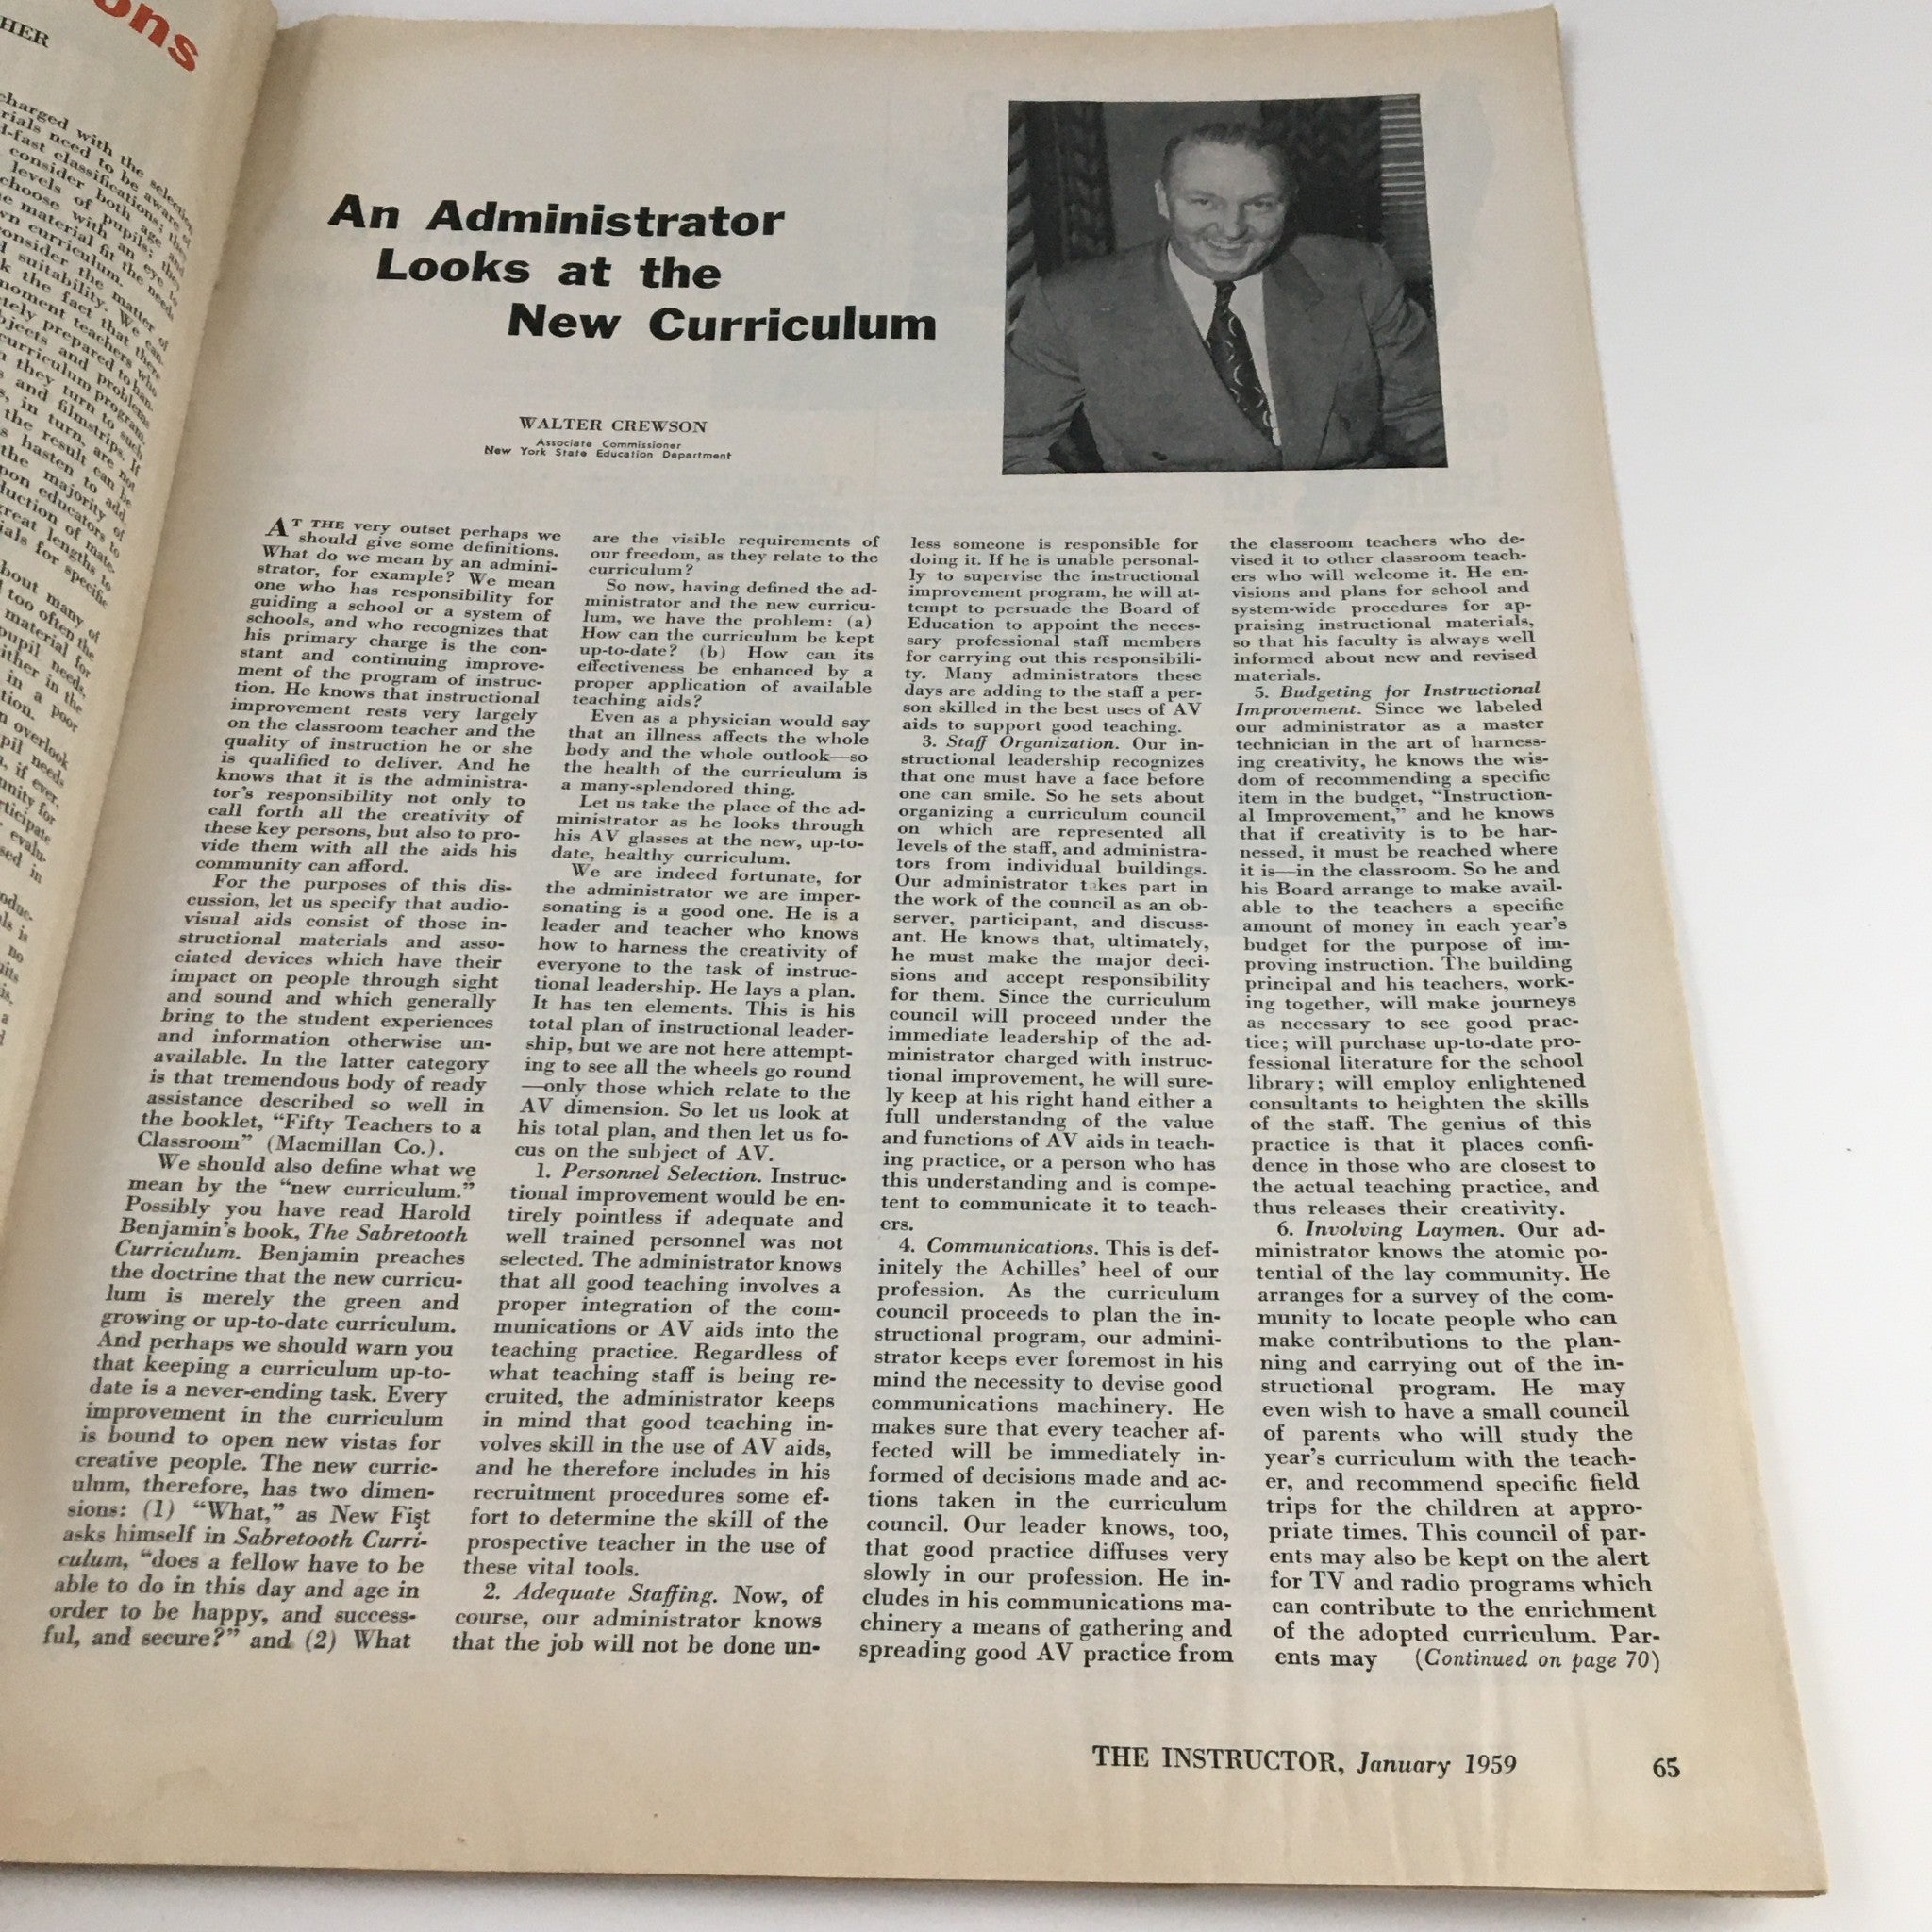 ons
HER
An Administrator
Looks at the
New Curriculum
WALTER CREWSON
Associate Commissioner
New York State Education Department
AT THE very outset perhaps we
should give some definitions.
What do we mean by an admini-
strator, for example? We mean
one who has responsibility for
guiding a school or a system of
schools, and who recognizes that
his primary charge is the con-
stant and continuing improve-
ment of the program of instruc-
tion. He knows that instructional
improvement rests very largely
on the classroom teacher and the
quality of instruction he or she
is qualified to deliver. And he
knows that it is the administra-
tor's responsibility not only to
call forth all the creativity of
these key persons, but also to pro-
vide them with all the aids his
community can afford.
For the purposes of this dis-
cussion, let us specify that audio-
visual aids consist of those in-
structional materials and asso-
ciated devices which have their
impact on people through sight
and sound and which generally
bring to the student experiences
and information otherwise un-
available. In the latter category
is that tremendous body of ready
assistance described so well in
the booklet, "Fifty Teachers to a
Classroom" (Macmillan Co.).
We should also define what we
mean by the "new curriculum."
Possibly you have read Harold
Benjamin's book, The Sabretooth
Curriculum. Benjamin preaches
the doctrine that the new curricu-
lum is merely the green and
growing or up-to-date curriculum.
And perhaps we should warn you
that keeping a curriculum up-to-
date is a never-ending task. Every
improvement in the curriculum
is bound to open new vistas for
creative people. The new curric-
ulum, therefore, has two dimen-
sions: (1) "What," as New Fist
asks himself in Sabretooth Curri-
culum, "does a fellow have to be
able to do in this day and age in
order to be happy, and success-
ful, and secure?" and (2) What
are the visible requirements of
our freedom, as they relate to the
curriculum?
So now, having defined the ad-
ministrator and the new curricu-
lum, we have the problem: (a)
How can the curriculum be kept
up-to-date? (b) How can its
effectiveness be enhanced by a
proper application of available
teaching aids?
Even as a physician would say
that an illness affects the whole
body and the whole outlook—so
the health of the curriculum is
a many-splendored thing.
Let us take the place of the ad-
ministrator as he looks through
his AV glasses at the new, up-to-
date, healthy curriculum.
We are indeed fortunate, for
the administrator we are imper-
sonating is a good one. He is a
leader and teacher who knows
how to harness the creativity of
everyone to the task of instruc-
tional leadership. He lays a plan.
It has ten elements. This is his
total plan of instructional leader-
ship, but we are not here attempt-
ing to see all the wheels go round
—only those which relate to the
AV dimension. So let us look at
his total plan, and then let us fo-
cus on the subject of AV.
1. Personnel Selection. Instruc-
tional improvement would be en-
tirely pointless if adequate and
well trained personnel was not
selected. The administrator knows
that all good teaching involves a
proper integration of the com-
munications or AV aids into the
teaching practice. Regardless of
what teaching staff is being re-
cruited, the administrator keeps
in mind that good teaching in-
volves skill in the use of AV aids,
and he therefore includes in his
recruitment procedures some ef-
fort to determine the skill of the
prospective teacher in the use of
these vital tools.
2. Adequate Staffing. Now, of
course, our administrator knows
that the job will not be done un-
less someone is responsible for
doing it. If he is unable personal-
ly to supervise the instructional
improvement program, he will at-
tempt to persuade the Board of
Education to appoint the neces-
sary professional staff members
for carrying out this responsibili-
ty. Many administrators these
days are adding to the staff a per-
son skilled in the best uses of AV
aids to support good teaching.
3. Staff Organization. Our in-
structional leadership recognizes
that one must have a face before
one can smile. So he sets about
organizing a curriculum council
on which are represented all
levels of the staff, and administra-
tors from individual buildings.
Our administrator takes part in
the work of the council as an ob-
server, participant, and discuss-
ant. He knows that, ultimately,
he must make the major deci-
sions and accept responsibility
for them. Since the curriculum
council will proceed under the
immediate leadership of the ad-
ministrator charged with instruc-
tional improvement, he will sure-
ly keep at his right hand either a
full understandng of the value
and functions of AV aids in teach-
ing practice, or a person who has
this understanding and is compe-
tent to communicate it to teach-
ers.
4. Communications. This is def-
initely the Achilles' heel of our
profession. As the curriculum
council proceeds to plan the in-
structional program, our admini-
strator keeps ever foremost in his
mind the necessity to devise good
communications machinery. He
makes sure that every teacher af-
fected will be immediately in-
formed of decisions made and ac-
tions taken in the curriculum
council. Our leader knows, too,
that good practice diffuses very
slowly in our profession. He in-
cludes in his communications ma-
chinery a means of gathering and
spreading good AV practice from
the classroom teachers who de-
vised it to other classroom teach-
ers who will welcome it. He en-
visions and plans for school and
system-wide procedures for ap-
praising instructional materials,
so that his faculty is always well
informed about new and revised
materials.
5. Budgeting for Instructional
Improvement. Since we labeled
our administrator as a master
technician in the art of harness-
ing creativity, he knows the wis-
dom of recommending a specific
item in the budget, "Instruction-
al Improvement," and he knows
that if creativity is to be har-
nessed, it must be reached where
it is—in the classroom. So he and
his Board arrange to make avail-
able to the teachers a specific
amount of money in each year's
budget for the purpose of im-
proving instruction. The building
principal and his teachers, work-
ing together, will make journeys
as necessary to see good prac-
tice; will purchase up-to-date pro-
fessional literature for the school
library; will employ enlightened
consultants to heighten the skills
of the staff. The genius of this
practice is that it places confi-
dence in those who are closest to
the actual teaching practice, and
thus releases their creativity.
6. Involving Laymen. Our ad-
ministrator knows the atomic po-
tential of the lay community. He
arranges for a survey of the com-
munity to locate people who can
make contributions to the plan-
ning and carrying out of the in-
structional program. He may
even wish to have a small council
of parents who will study the
year's curriculum with the teach-
er, and recommend specific field
trips for the children at appro-
priate times. This council of par-
ents may also be kept on the alert
for TV and radio programs which
can contribute to the enrichment
of the adopted curriculum. Par-
ents may (Continued on page 70)
THE INSTRUCTOR, January 1959 65